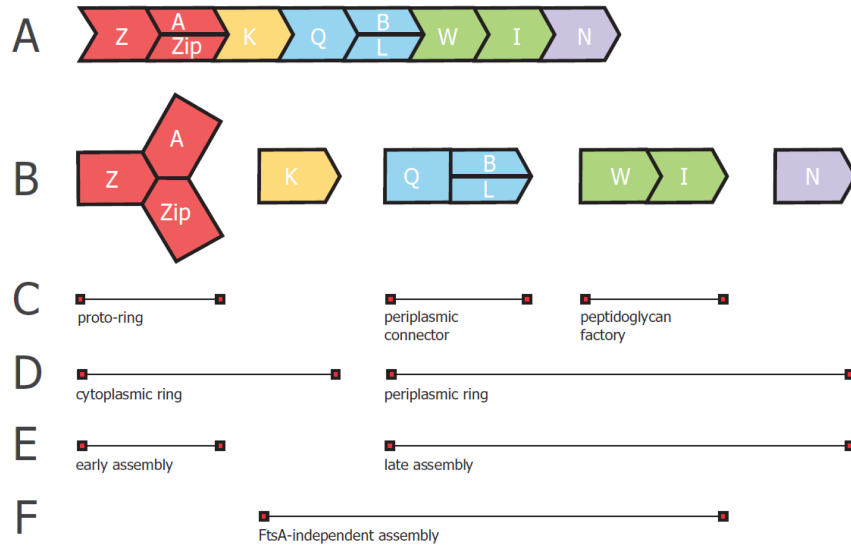 A
Z
A
Zip
K
Q
B
L
W
I
N
B
Z
A
Zip
K
Q
B
L
W
I
N
C
proto-ring
periplasmic
connector
peptidoglycan
factory
D
cytoplasmic ring
periplasmic ring
E
early assembly
late assembly
F
FtsA-independent assembly